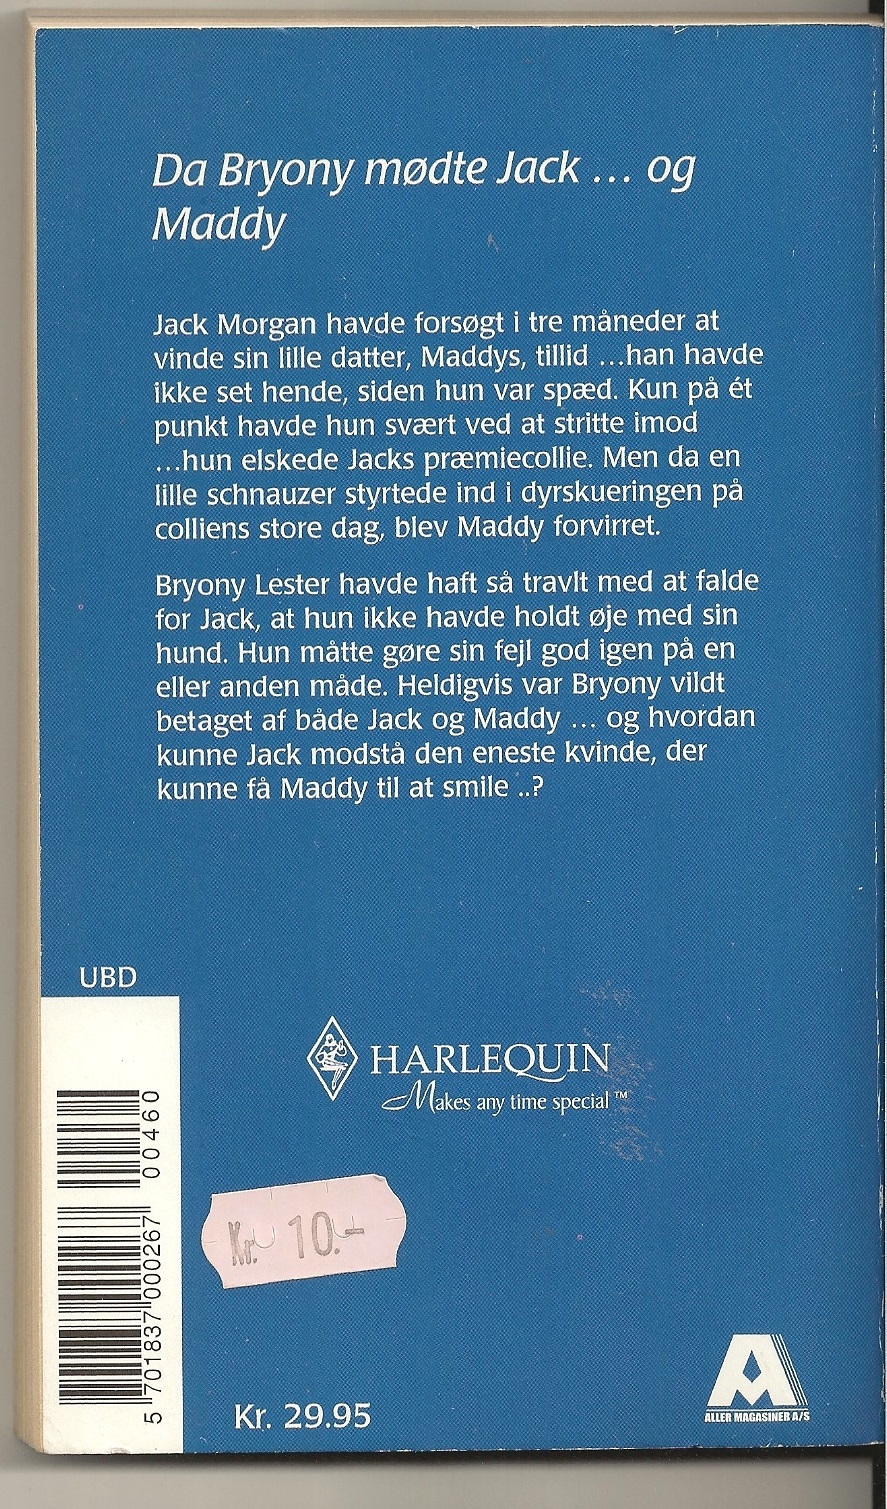 Da Bryony mødte Jack ... og
Maddy
Jack Morgan havde forsøgt i tre måneder at
vinde sin lille datter, Maddys, tillid ...han havde
ikke set hende, siden hun var spæd. Kun på ét
punkt havde hun svært ved at stritte imod
...hun elskede Jacks præmiecollie. Men da en
lille schnauzer styrtede ind i dyrskueringen på
colliens store dag, blev Maddy forvirret.
Bryony Lester havde haft så travlt med at falde
for Jack, at hun ikke havde holdt øje med sin
hund. Hun måtte gøre sin fejl god igen på en
eller anden måde. Heldigvis var Bryony vildt
betaget af både Jack og Maddy ... og hvordan
kunne Jack modstå den eneste kvinde, der
kunne få Maddy til at smile ..?
UBD
00460
5 701837 000267
HARLEQUIN
Makes any time special™
Kr. 10.-
Kr. 29.95
ALLER MAGASINER A/S